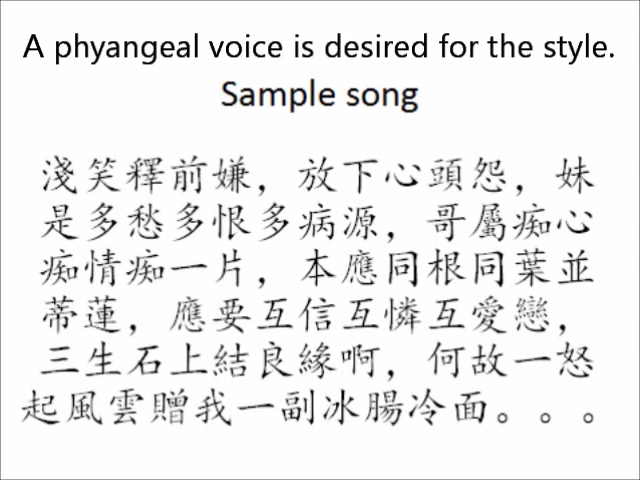 A phyangeal voice is desired for the style.
Sample song
淺笑釋前嫌，放下心頭怨，妹
是多愁多恨多病源，哥屬痴心
痴情痴一片，本應同根同葉並
蒂蓮，應要互信互憐互愛戀，
三生石上結良緣啊，何故一怒
起風雲贈我一副冰腸冷面。。。